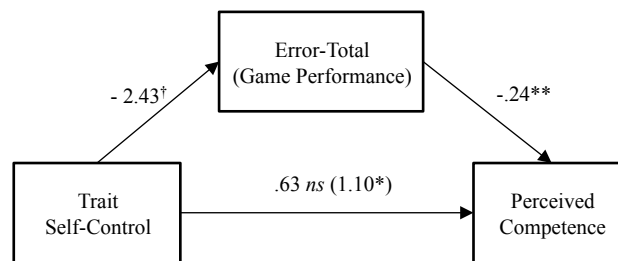 Error-Total
(Game Performance)
- 2.43†
-.24**
.63 ns (1.10*)
Trait
Self-Control
Perceived
Competence